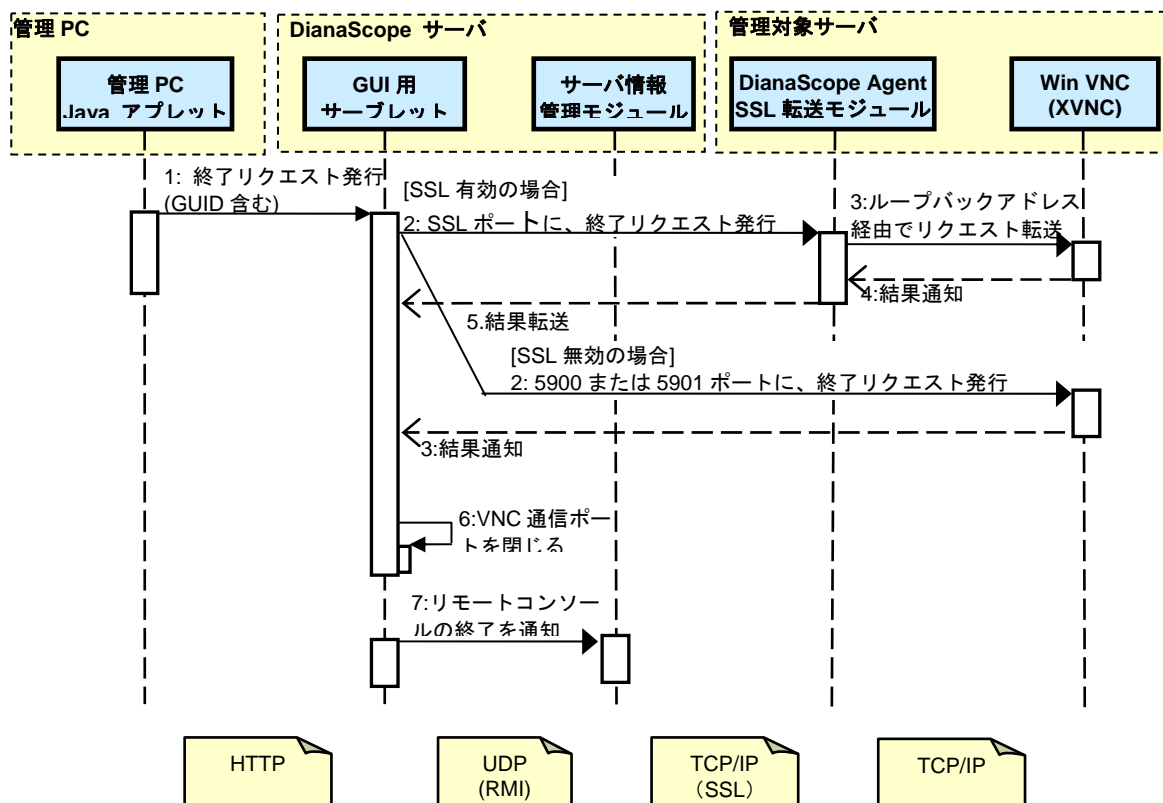 管理 PC
DianaScope サーバ
管理対象サーバ
管理 PC
Java アプレット
GUI 用
サーブレット
サーバ情報
管理モジュール
DianaScope Agent
SSL 転送モジュール
Win VNC
(XVNC)
1: 終了リクエスト発行
(GUID 含む)
[SSL 有効の場合]
2: SSL ポートに、終了リクエスト発行
3:ループバックアドレス
経由でリクエスト転送
4:結果通知
5.結果転送
[SSL 無効の場合]
2: 5900 または 5901 ポートに、終了リクエスト発行
3:結果通知
6:VNC 通信ポー
トを閉じる
7:リモートコンソー
ルの終了を通知
HTTP
UDP
(RMI)
TCP/IP
(SSL)
TCP/IP